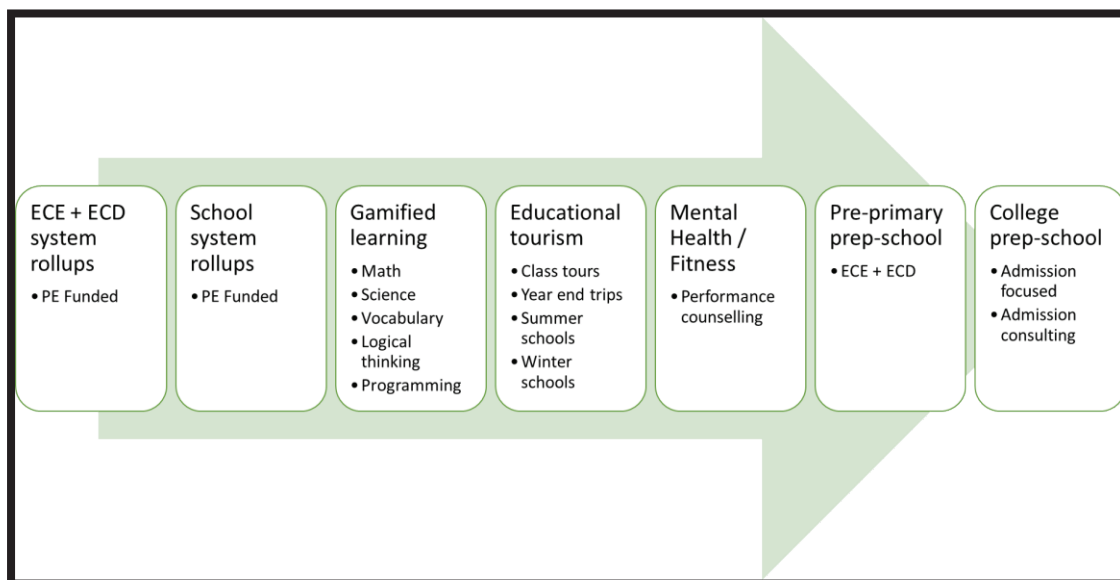 ECE + ECD
system
rollups
• PE Funded
School
system
rollups
• PE Funded
Gamified
learning
• Math
• Science
• Vocabulary
• Logical
thinking
• Programming
Educational
tourism
• Class tours
• Year end trips
• Summer
schools
• Winter
schools
Mental
Health /
Fitness
• Performance
counselling
Pre-primary
prep-school
• ECE + ECD
College
prep-school
• Admission
focused
• Admission
consulting